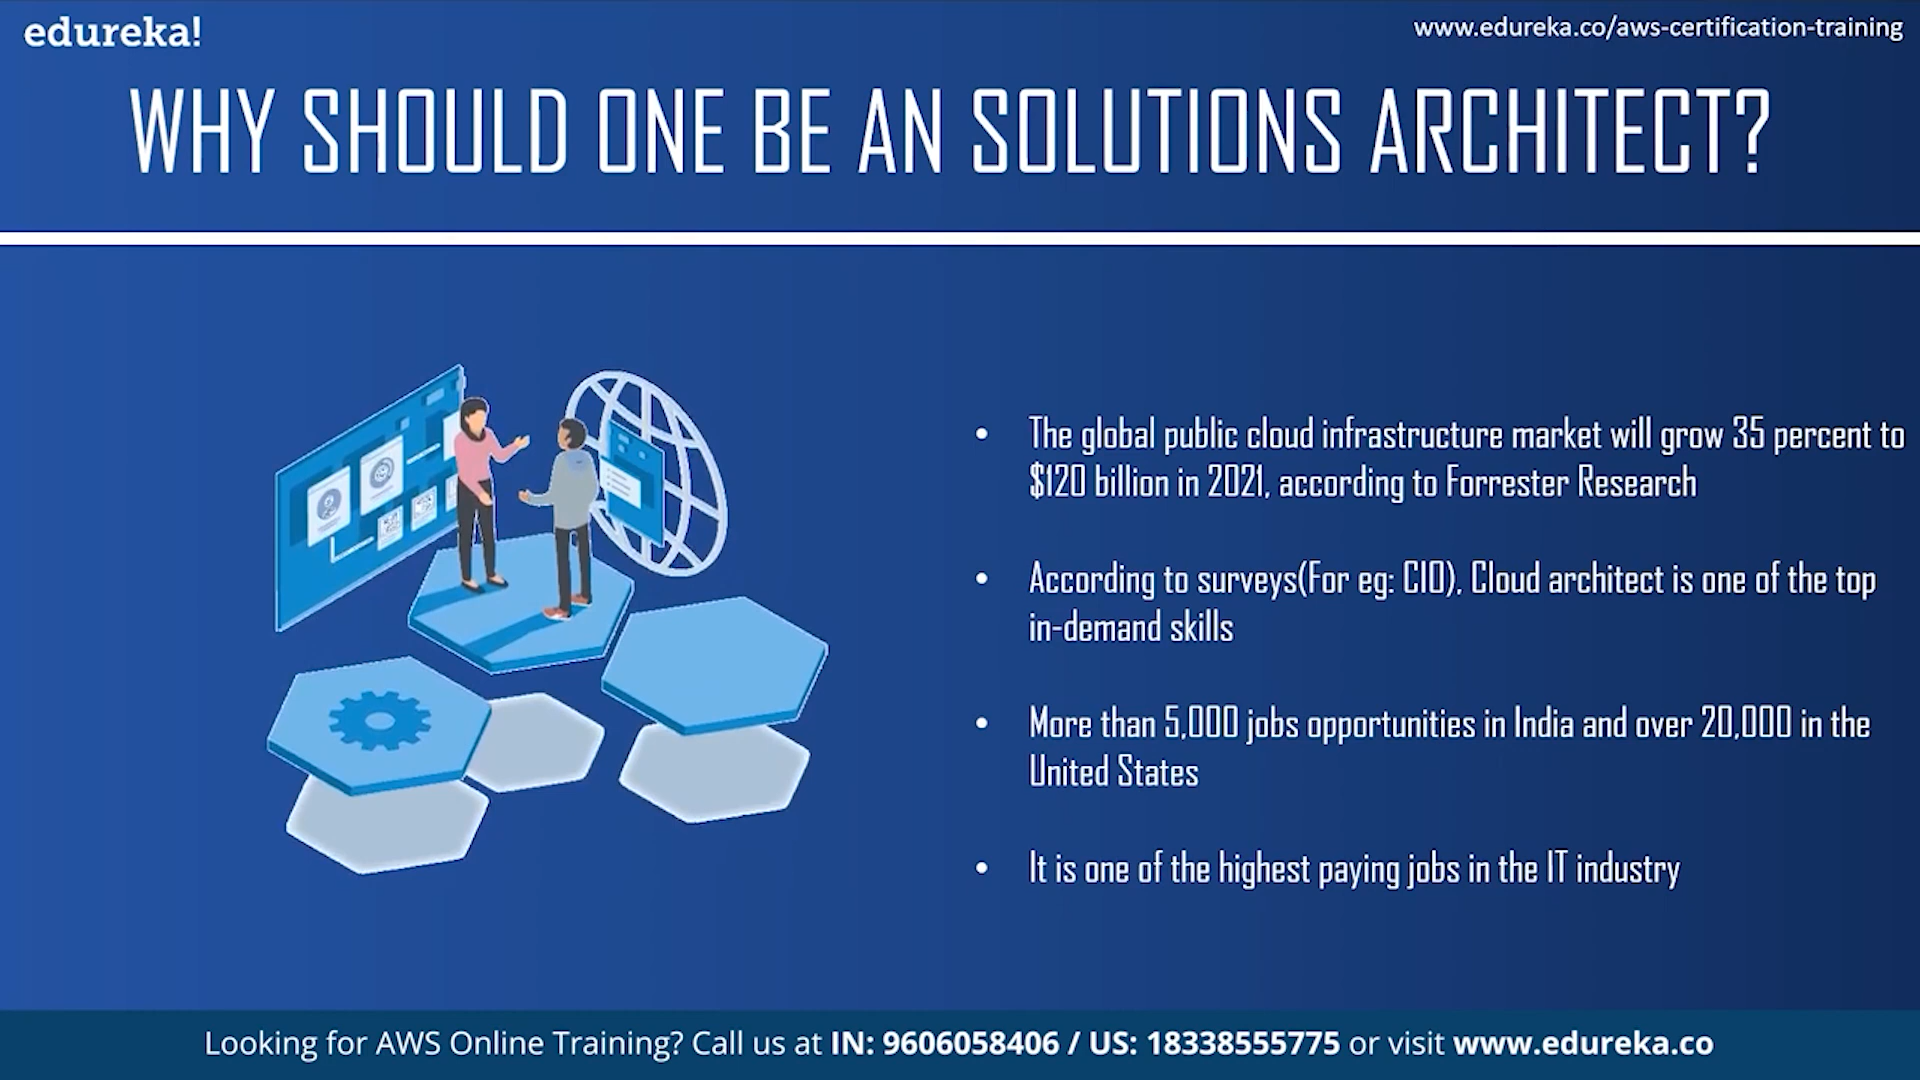 edureka!
www.edureka.co/aws-certification-training
WHY SHOULD ONE BE AN SOLUTIONS ARCHITECT?
• The global public cloud infrastructure market will grow 35 percent to
$120 billion in 2021, according to Forrester Research
• According to surveys(For eg: CIO), Cloud architect is one of the top
in-demand skills
• More than 5,000 jobs opportunities in India and over 20,000 in the
United States
• It is one of the highest paying jobs in the IT industry
Looking for AWS Online Training? Call us at IN: 9606058406 / US: 18338555775 or visit www.edureka.co